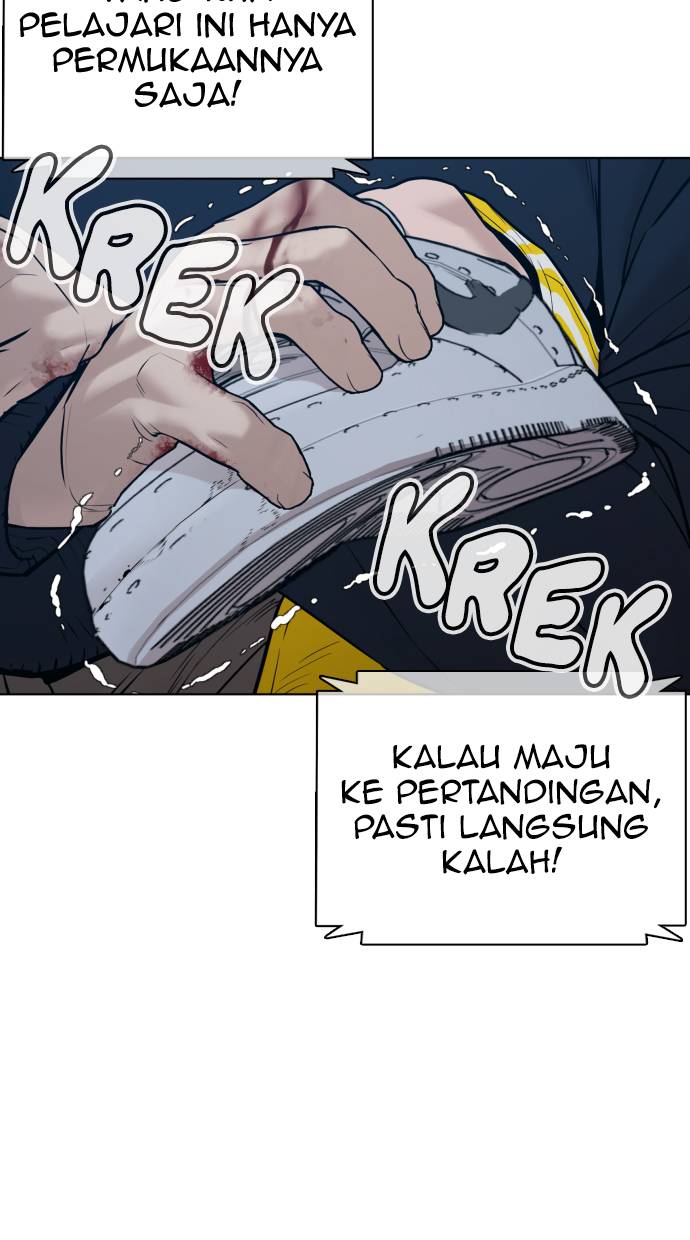 PELAJARI INI HANYA
PERMUKAANNYA
SAJA!
KREK
KREK
KALAU MAJU
KE PERTANDINGAN,
PASTI LANGSUNG
KALAH!